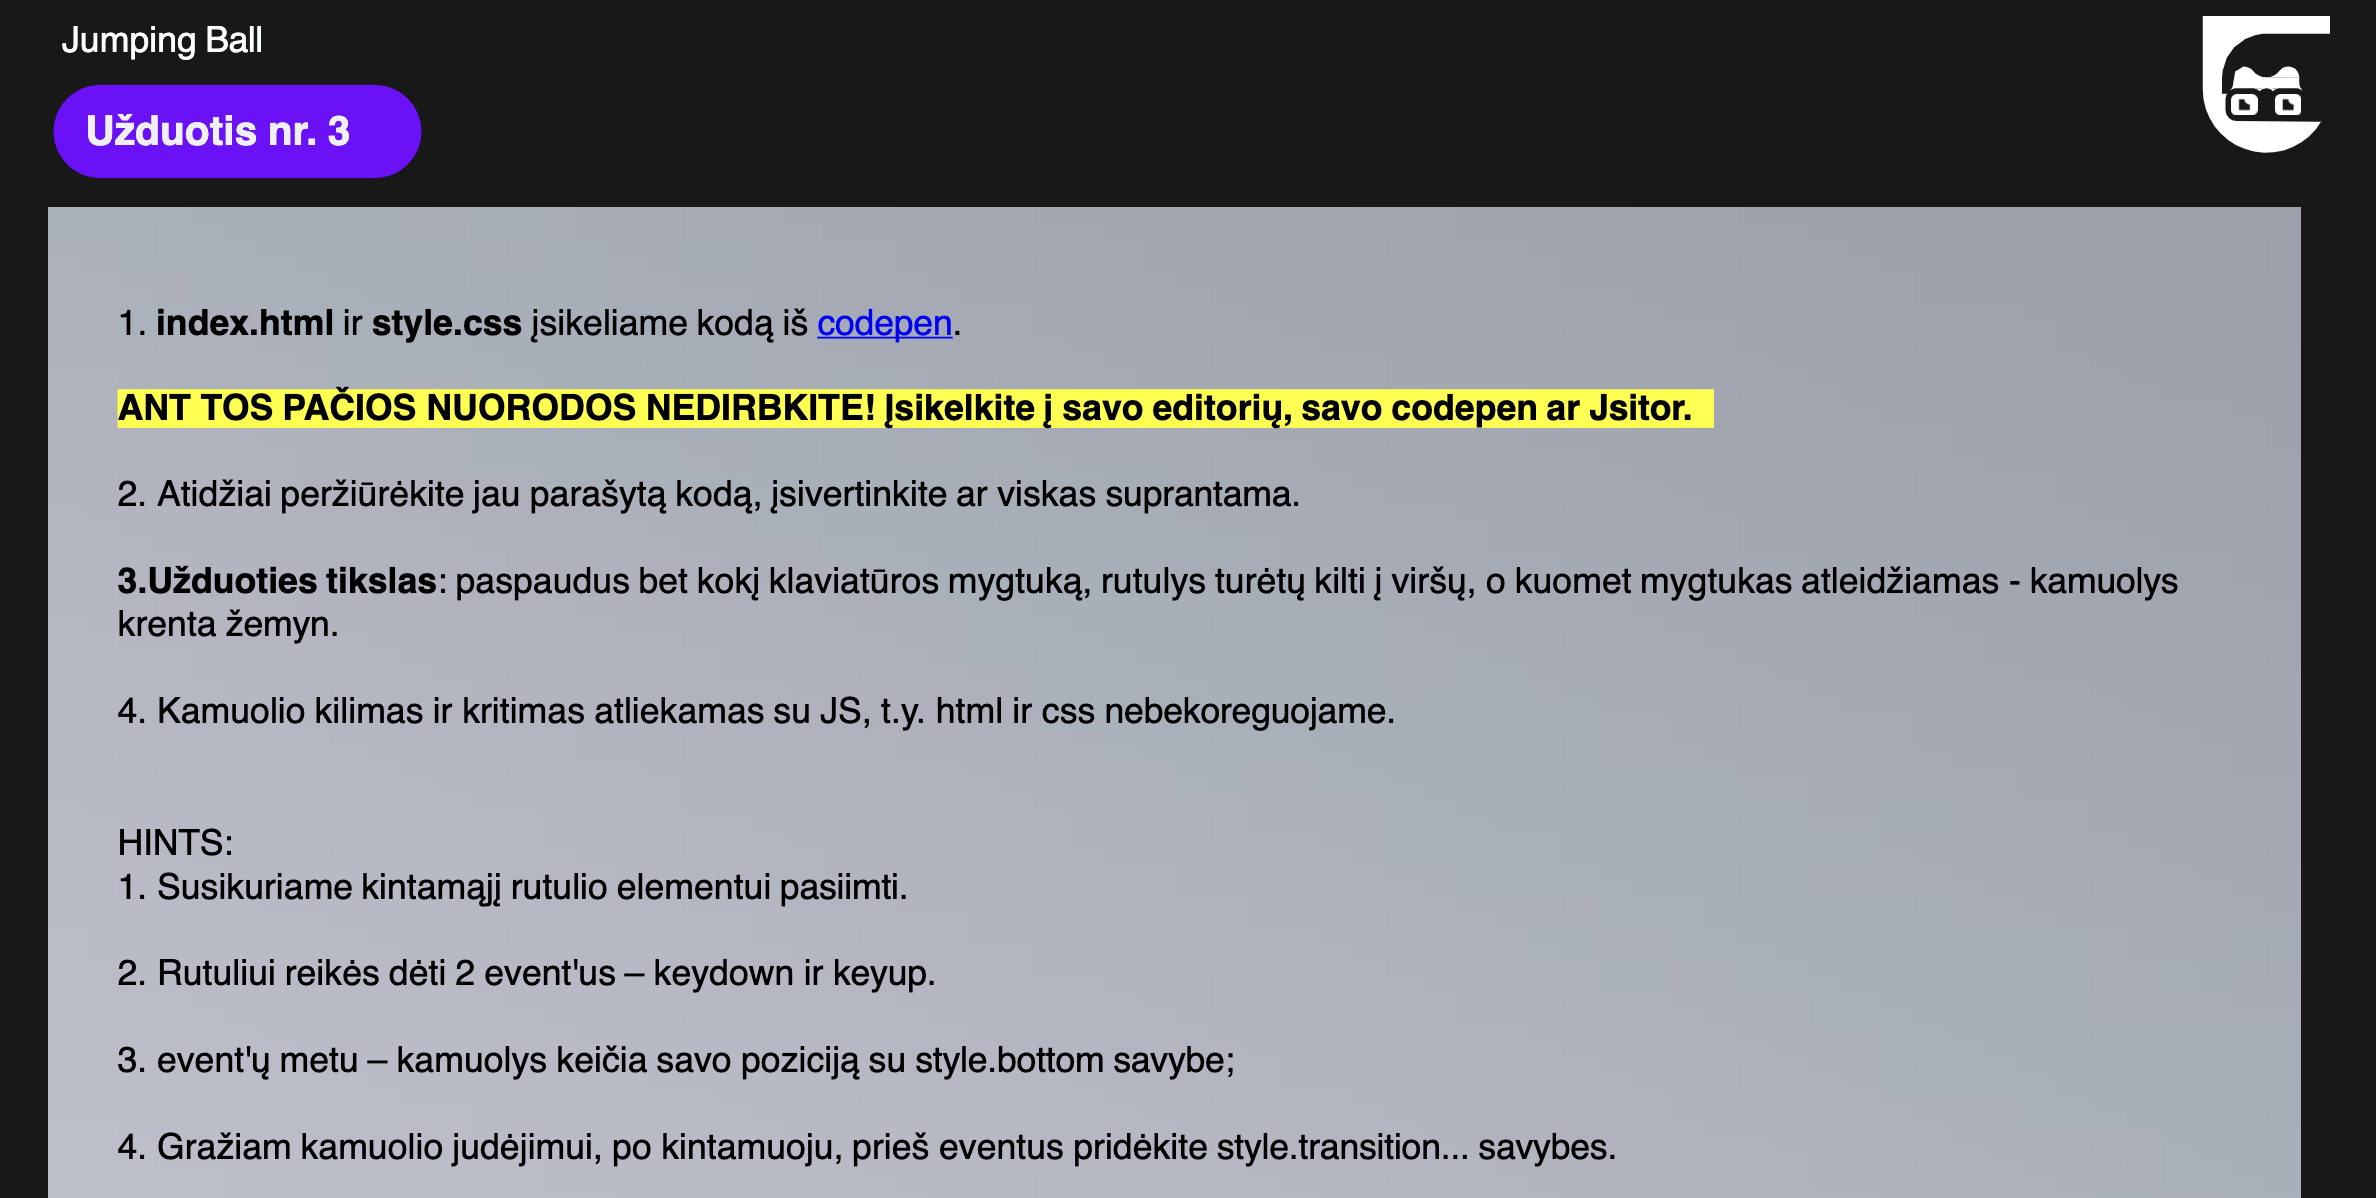 Jumping Ball
Užduotis nr. 3
1. index.html ir style.css įsikeliame kodą iš codepen.
ANT TOS PAČIOS NUORODOS NEDIRBKITE! Įsikelkite į savo editorių, savo codepen ar Jsitor.
2. Atidžiai peržiūrėkite jau parašytą kodą, įsivertinkite ar viskas suprantama.
3.Užduoties tikslas: paspaudus bet kokį klaviatūros mygtuką, rutulys turėtų kilti į viršų, o kuomet mygtukas atleidžiamas - kamuolys
krenta žemyn.
4. Kamuolio kilimas ir kritimas atliekamas su JS, t.y. html ir css nebekoreguojame.
HINTS:
1. Susikuriame kintamąjį rutulio elementui pasiimti.
2. Rutuliui reikės dėti 2 event'us – keydown ir keyup.
3. event'ų metu – kamuolys keičia savo poziciją su style.bottom savybe;
4. Gražiam kamuolio judėjimui, po kintamuoju, prieš eventus pridėkite style.transition... savybes.